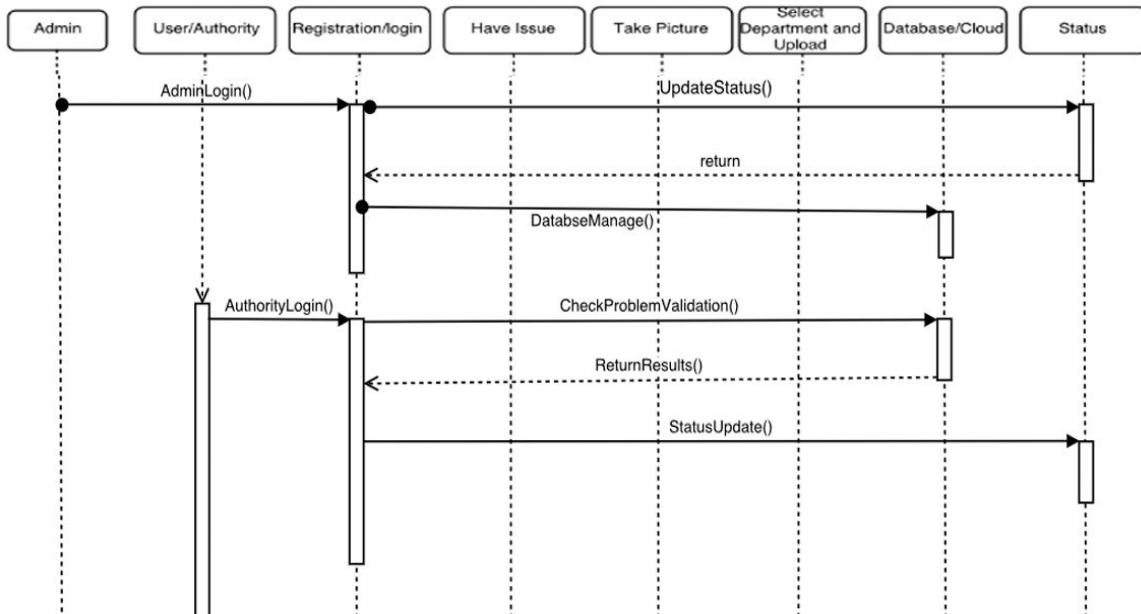 Admin
User/Authority
Registration/login
Have Issue
Take Picture
Select
Department and
Upload
Database/Cloud
Status
AdminLogin()
UpdateStatus()
return
DatabseManage()
AuthorityLogin()
CheckProblemValidation()
ReturnResults()
StatusUpdate()